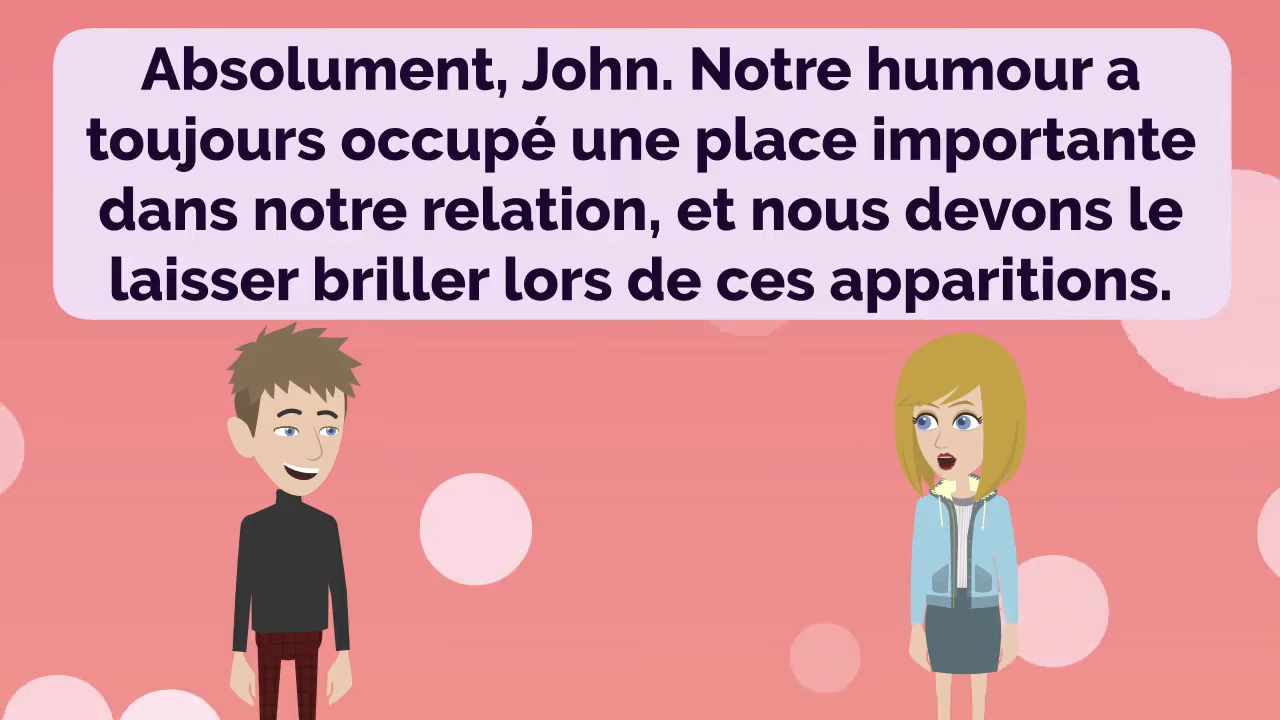 Absolument, John. Notre humour a
toujours occupé une place importante
dans notre relation, et nous devons le
laisser briller lors de ces apparitions.